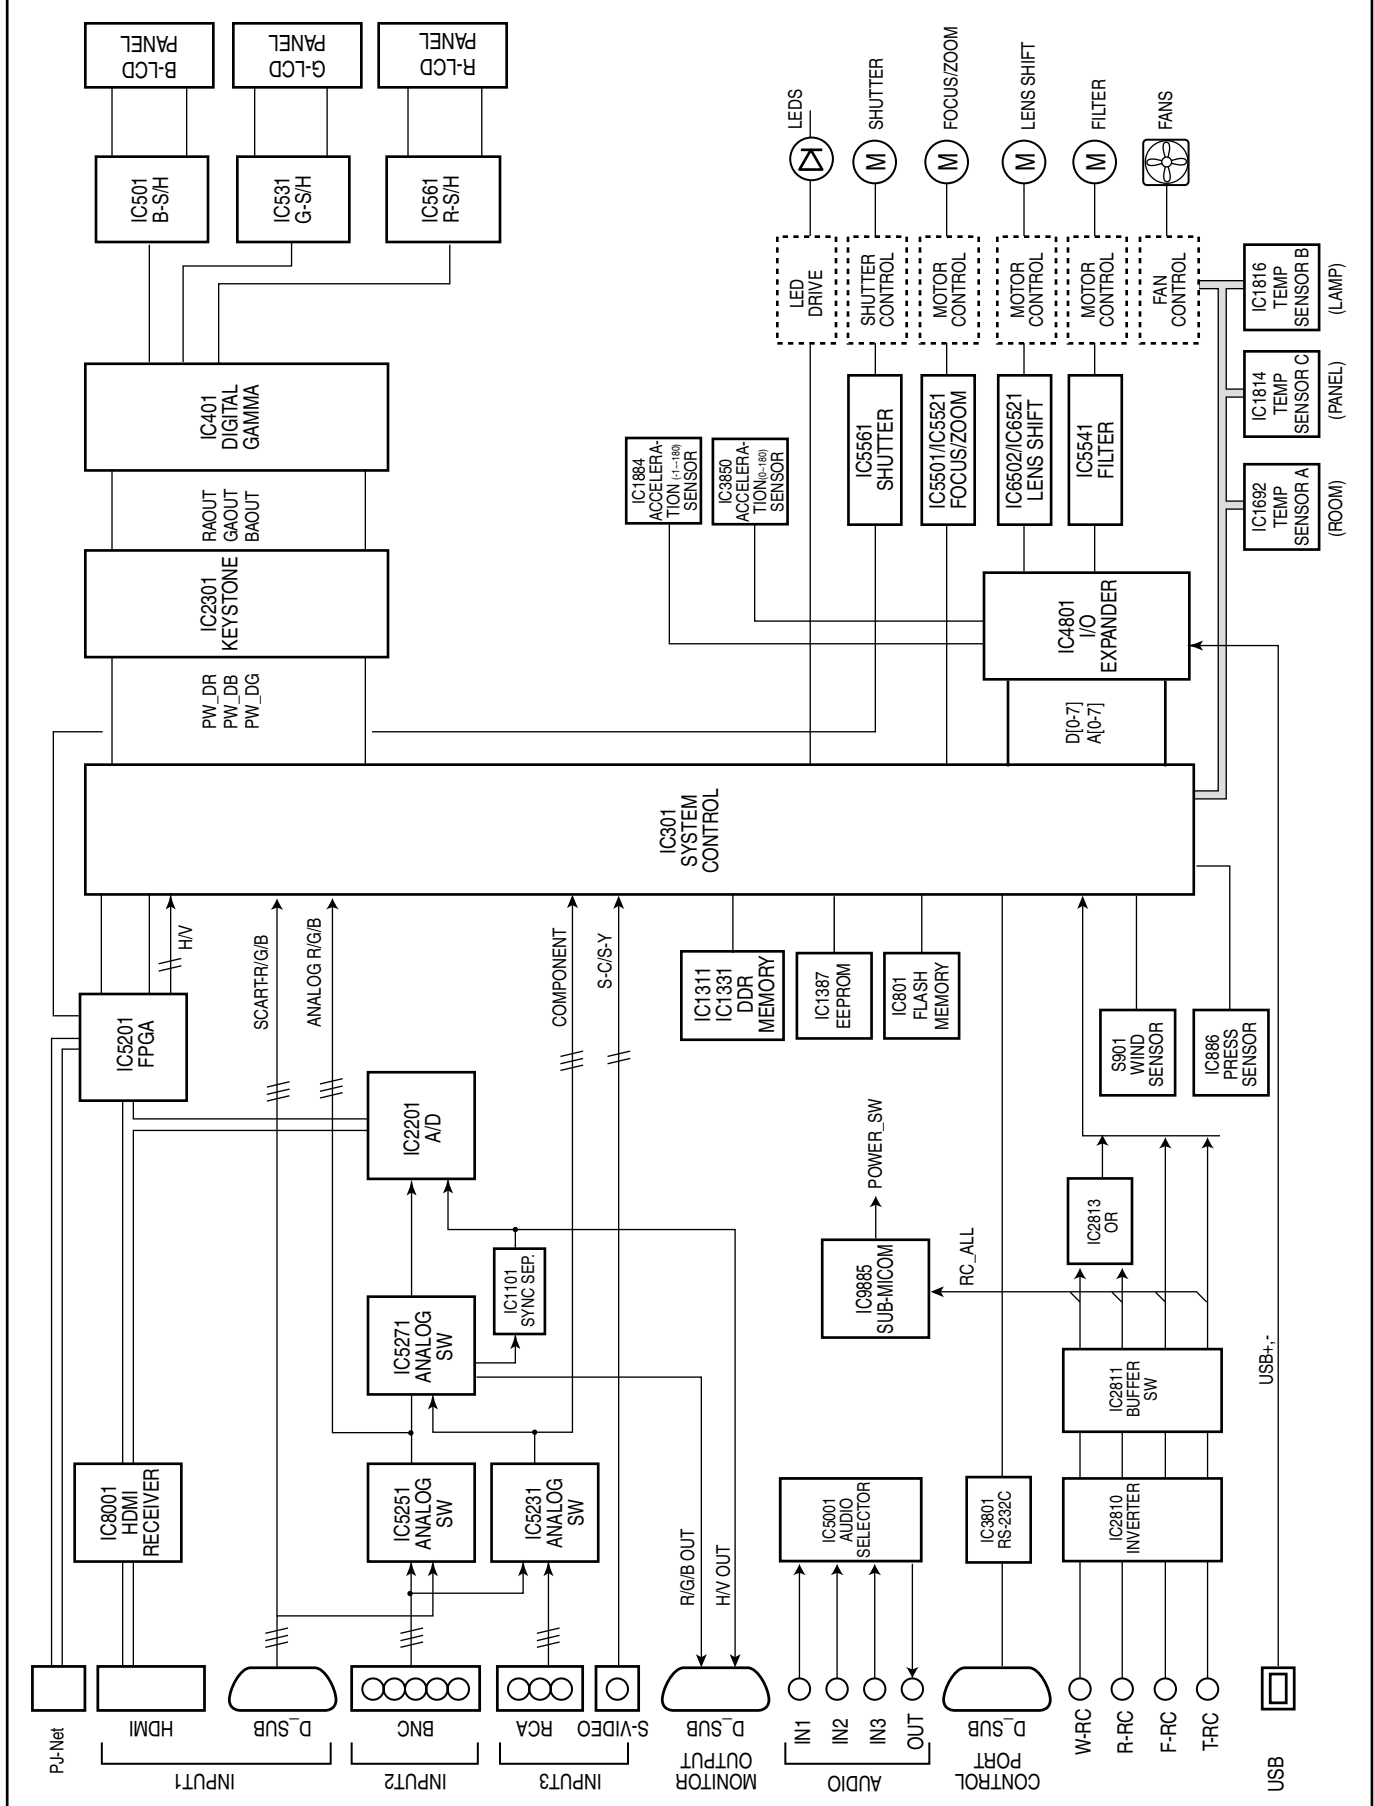 PJ-Net
HDMI
D_SUB
INPUT1
BNC
INPUT2
RCA
S-VIDEO
INPUT3
D_SUB
MONITOR
OUTPUT
IN1
IN2
IN3
OUT
AUDIO
D_SUB
CONTROL
PORT
W-RC
R-RC
F-RC
T-RC
USB
IC8001
HDMI
RECEIVER
IC5251
ANALOG
SW
IC5231
ANALOG
SW
R/G/B OUT
H/V OUT
IC5001
AUDIO
SELECTOR
IC3801
RS-232C
IC2810
INVERTER
IC2811
BUFFER
SW
USB+,-
IC5271
ANALOG
SW
IC1101
SYNC SEP.
IC9885
SUB-MICOM
POWER_SW
RC_ALL
IC2813
OR
IC2201
A/D
IC5201
FPGA
H/V
SCART-R/G/B
ANALOG R/G/B
COMPONENT
S-C/S-Y
IC1311
IC1331
DDR
MEMORY
IC1387
EEPROM
IC801
FLASH
MEMORY
S901
WIND
SENSOR
IC886
PRESS
SENSOR
IC301
SYSTEM
CONTROL
PW_DR
PW_DB
PW_DG
D[0-7]
A[0-7]
IC2301
KEYSTONE
IC4801
I/O
EXPANDER
RAOUT
GAOUT
BAOUT
IC401
DIGITAL
GAMMA
IC1884
ACCELERA-
TION (-1~-180)
SENSOR
IC3850
ACCELERA-
TION(0~180)
SENSOR
IC5561
SHUTTER
IC5501/IC5521
FOCUS/ZOOM
IC6502/IC6521
LENS SHIFT
IC5541
FILTER
IC1692
TEMP
SENSOR A
(ROOM)
IC1814
TEMP
SENSOR C
(PANEL)
IC1816
TEMP
SENSOR B
(LAMP)
LED
DRIVE
SHUTTER
CONTROL
MOTOR
CONTROL
MOTOR
CONTROL
MOTOR
CONTROL
FAN
CONTROL
IC501
B-S/H
IC531
G-S/H
IC561
R-S/H
B-LCD
PANEL
G-LCD
PANEL
R-LCD
PANEL
LEDS
M
SHUTTER
M
FOCUS/ZOOM
M
LENS SHIFT
M
FILTER
FANS